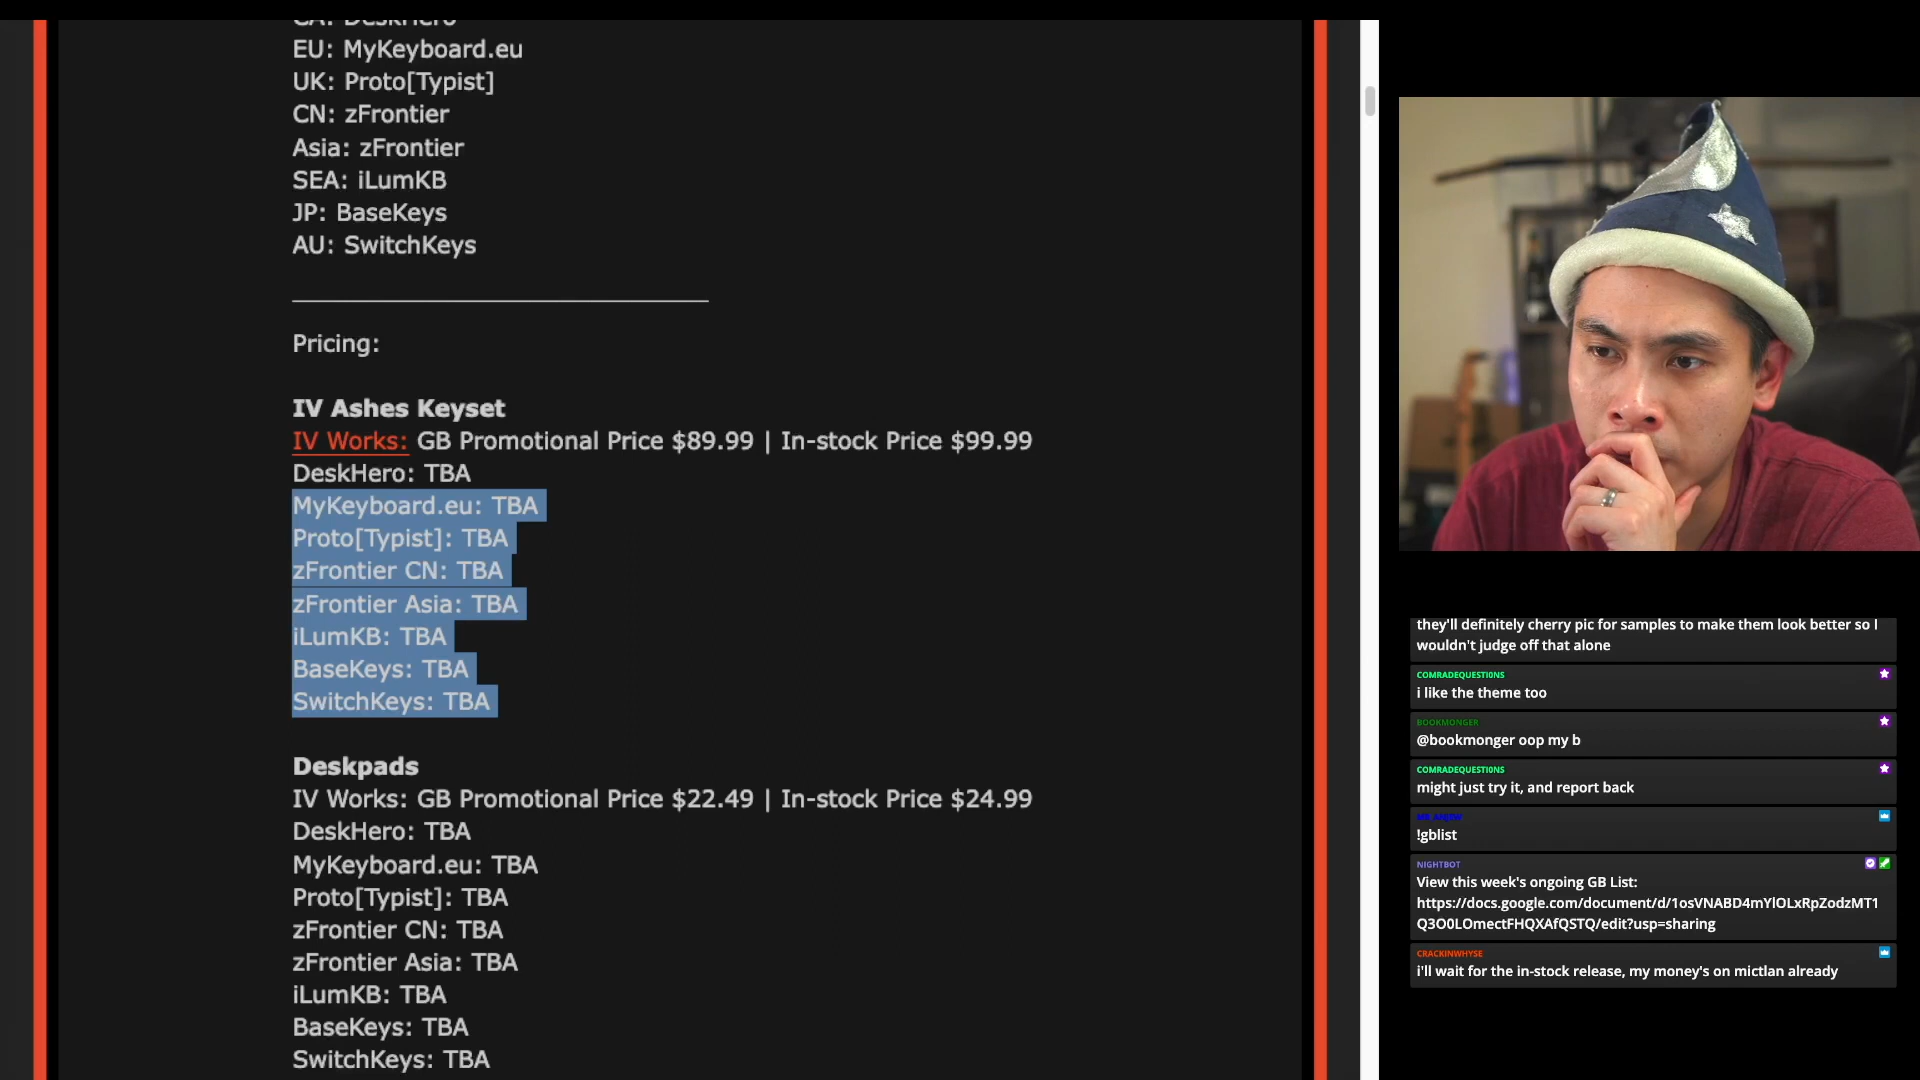 CA: DeskHero
EU: MyKeyboard.eu
UK: Proto[Typist]
CN: zFrontier
Asia: zFrontier
SEA: iLumKB
JP: BaseKeys
AU: SwitchKeys
Pricing:
IV Ashes Keyset
IV Works: GB Promotional Price $89.99 | In-stock Price $99.99
DeskHero: TBA
MyKeyboard.eu: TBA
Proto[Typist]: TBA
zFrontier CN: TBA
zFrontier Asia: TBA
iLumKB: TBA
BaseKeys: TBA
SwitchKeys: TBA
Deskpads
IV Works: GB Promotional Price $22.49 | In-stock Price $24.99
DeskHero: TBA
MyKeyboard.eu: TBA
Proto[Typist]: TBA
zFrontier CN: TBA
zFrontier Asia: TBA
iLumKB: TBA
BaseKeys: TBA
SwitchKeys: TBA
they'll definitely cherry pic for samples to make them look better so I
wouldn't judge off that alone
COMRADEQUESTI0NS
i like the theme too
BOOKMONGER
@bookmonger oop my b
COMRADEQUESTI0NS
might just try it, and report back
!gblist
NIGHTBOT
View this week's ongoing GB List:
https://docs.google.com/document/d/1osVNABD4mYlOLxRpZodzMT1
Q3O0LOmectFHQXAfQSTQ/edit?usp=sharing
CRACKINWHYSE
i'll wait for the in-stock release, my money's on mictlan already